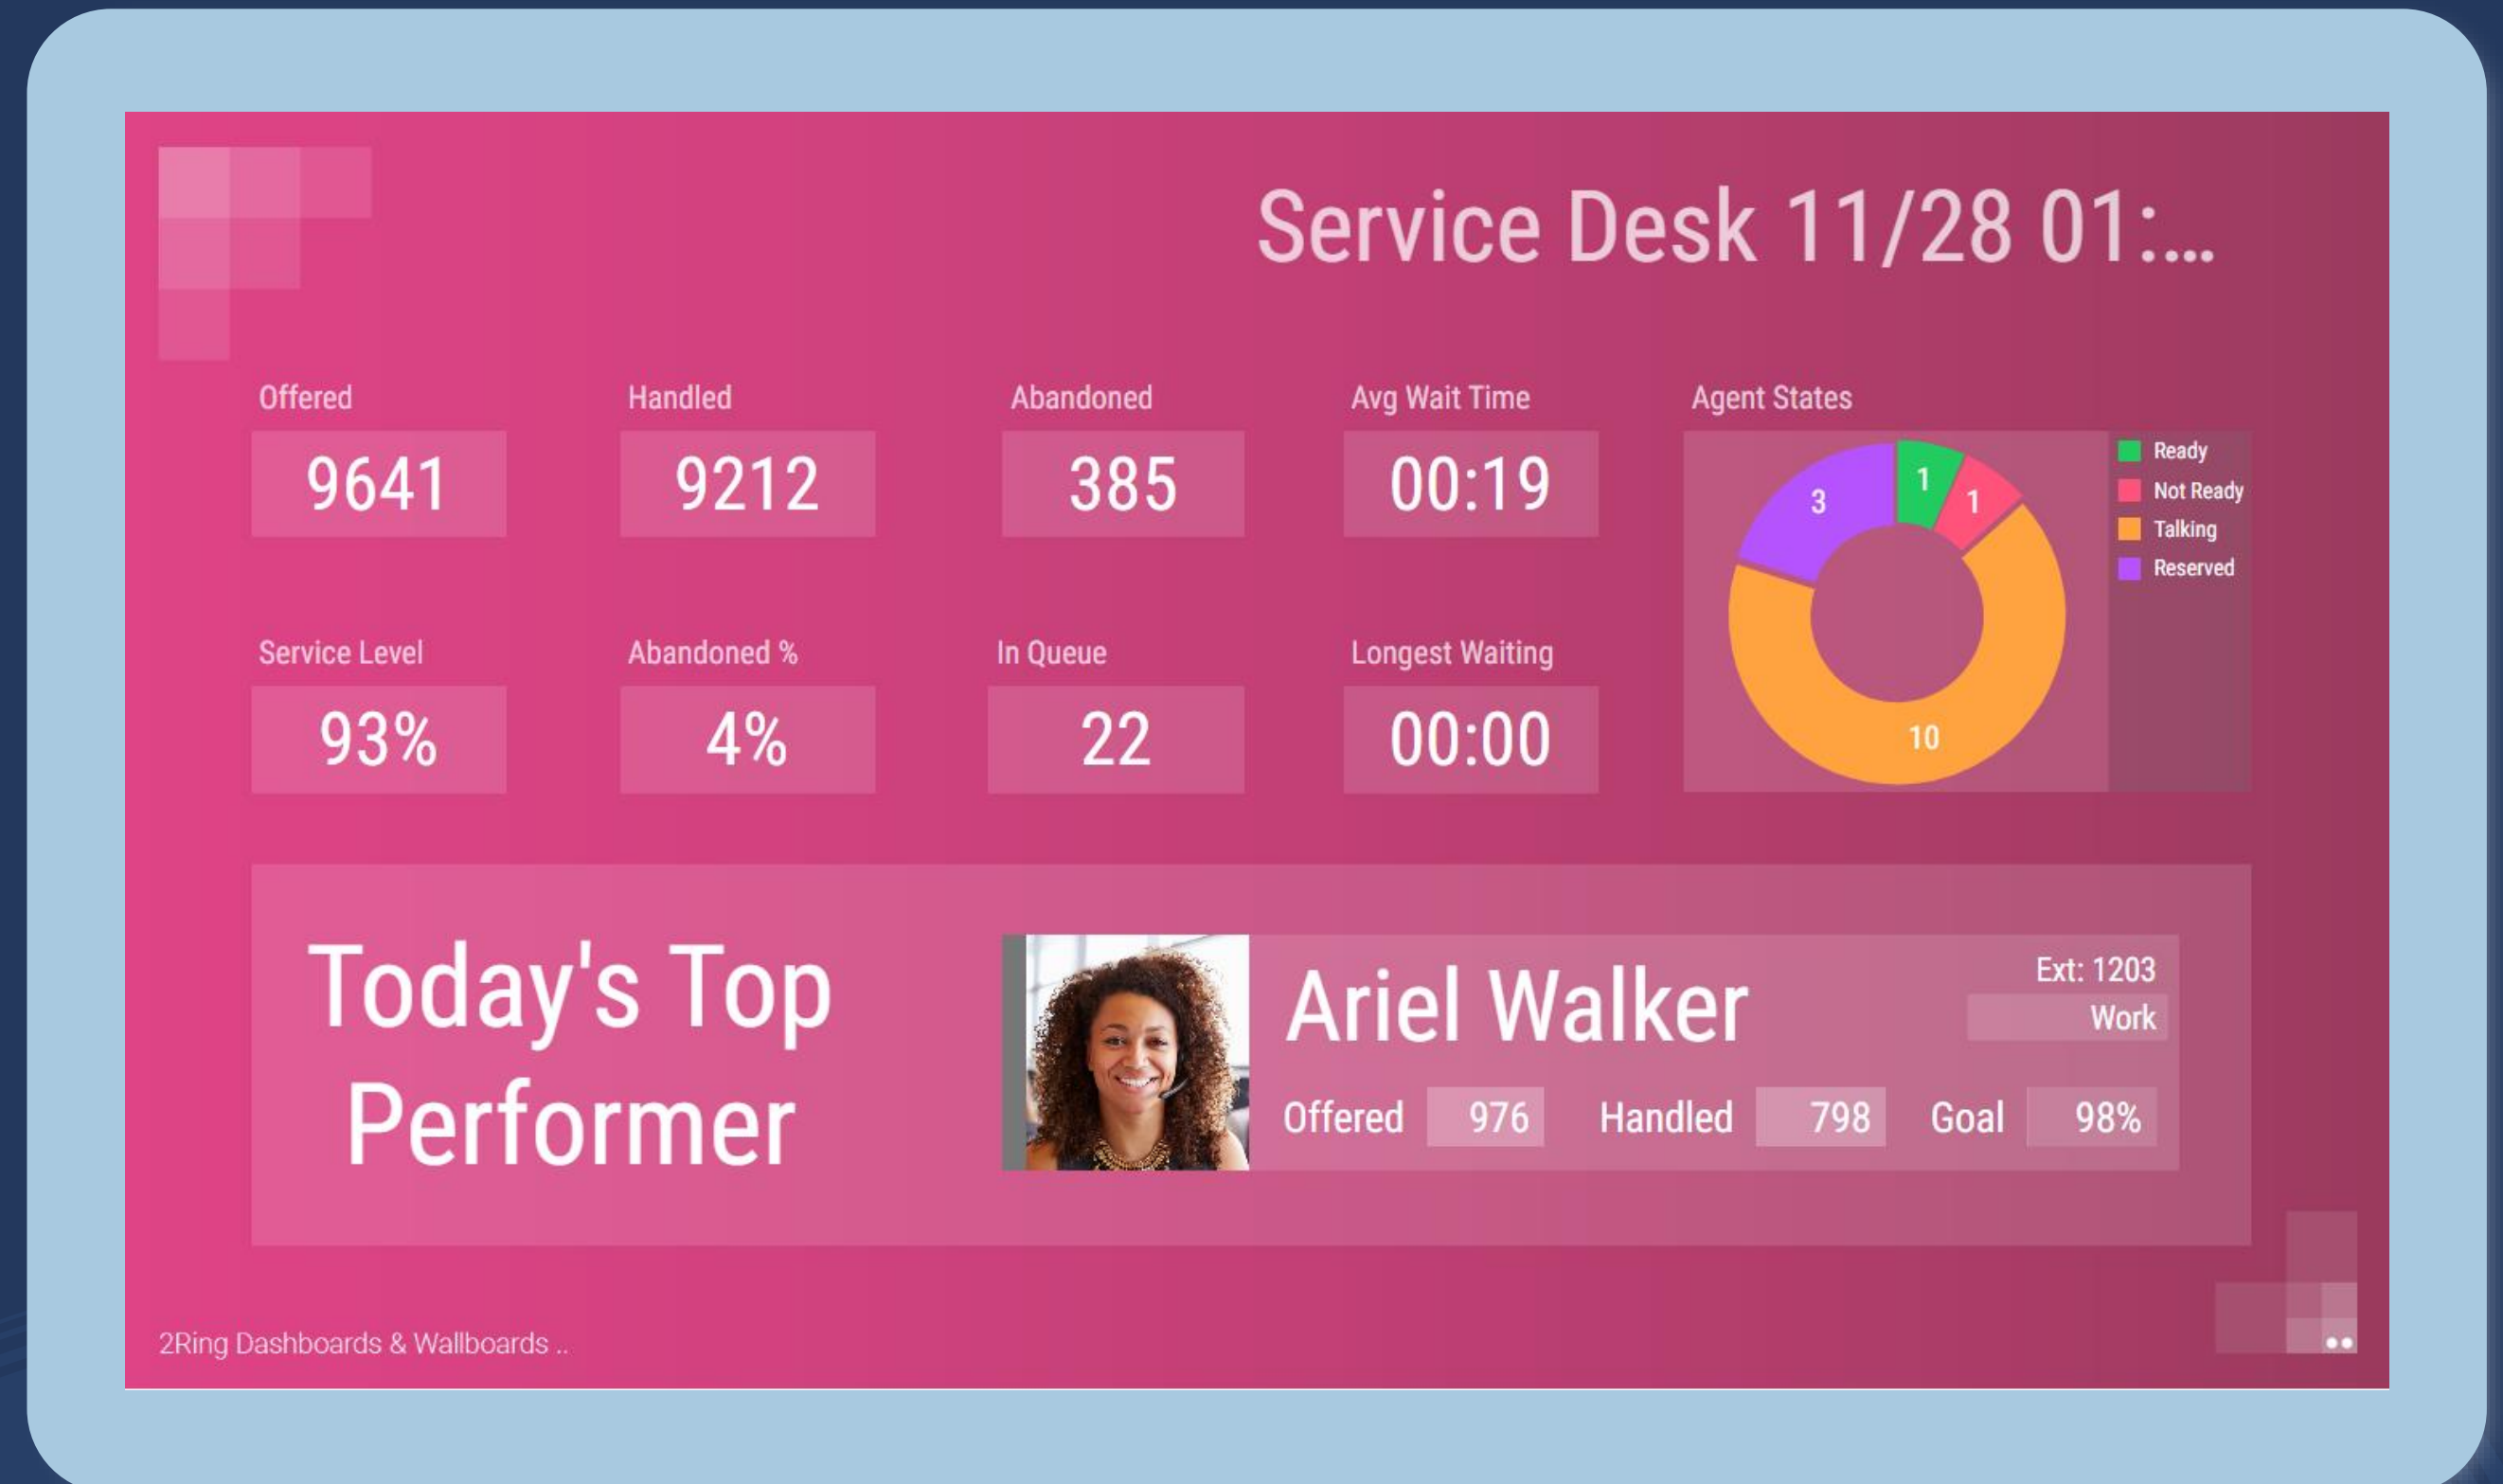 Service Desk 11/28 01:...
Offered
9641
Handled
9212
Abandoned
385
Avg Wait Time
00:19
Agent States
1
1
3
10
Ready
Not Ready
Talking
Reserved
Service Level
93%
Abandoned %
4%
In Queue
22
Longest Waiting
00:00
Today's Top
Performer
Ariel Walker
Ext: 1203
Work
Offered 976 Handled 798 Goal 98%
2Ring Dashboards & Wallboards ..